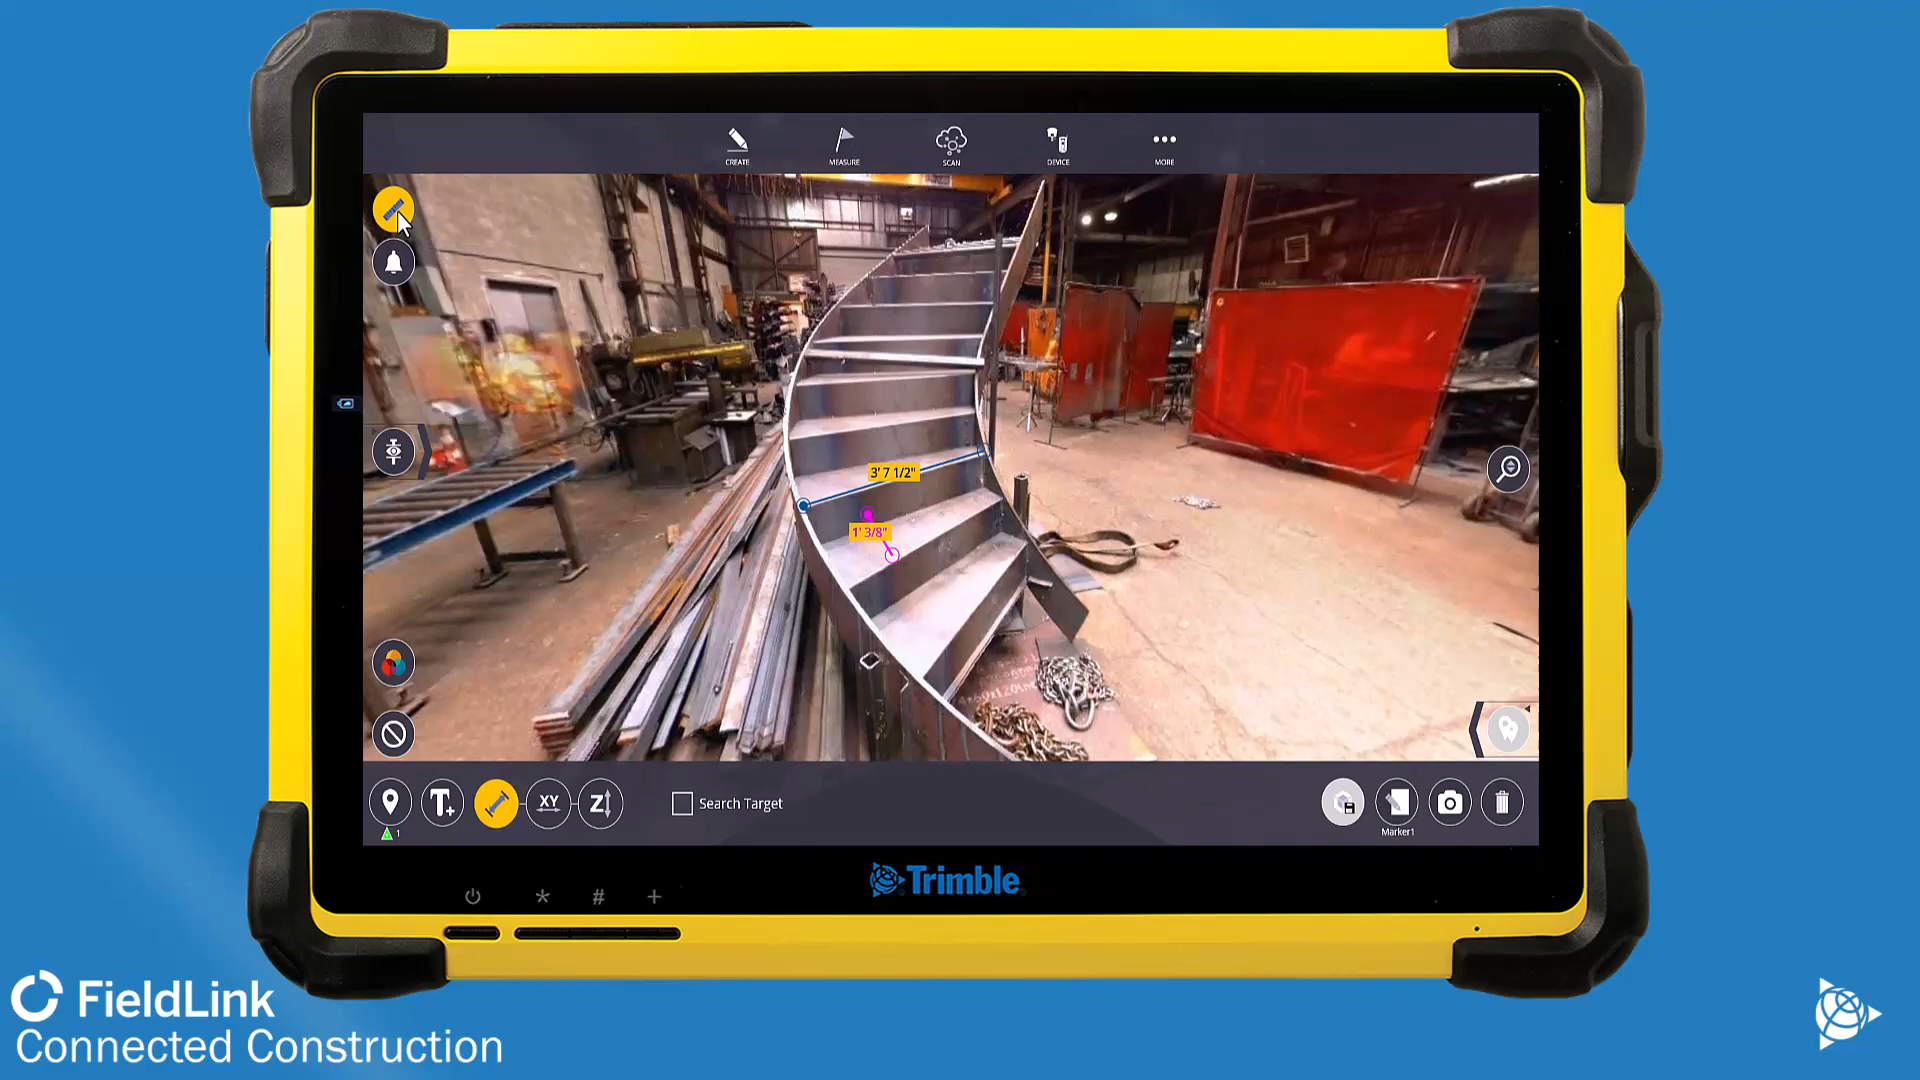 CREATE
MEASURE
SCAN
DEVICE
MORE
3' 7 1/2"
1' 3/8"
T+
XY
Z
Search Target
1
Marker1
Trimble
* # +
FieldLink
Connected Construction